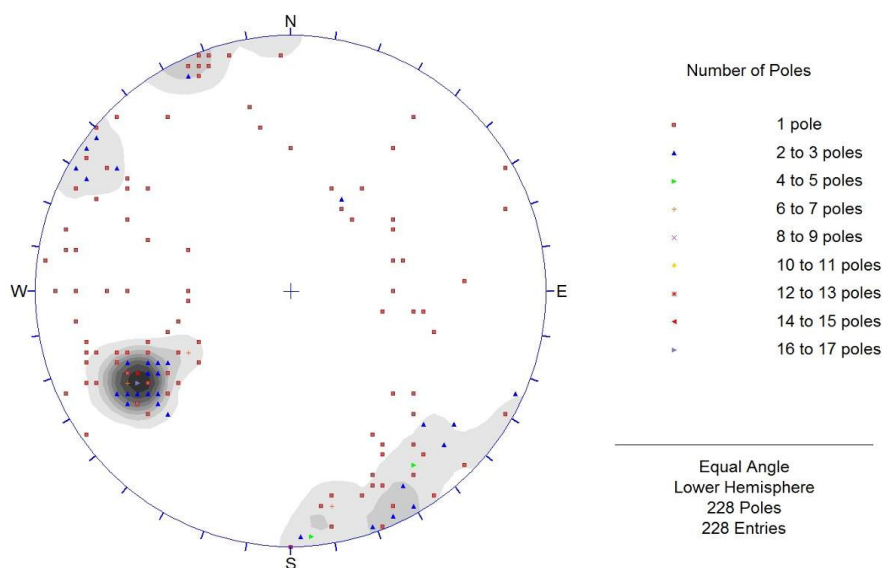 N
W
E
S
Number of Poles
1 pole
2 to 3 poles
4 to 5 poles
6 to 7 poles
8 to 9 poles
10 to 11 poles
12 to 13 poles
14 to 15 poles
16 to 17 poles
Equal Angle
Lower Hemisphere
228 Poles
228 Entries